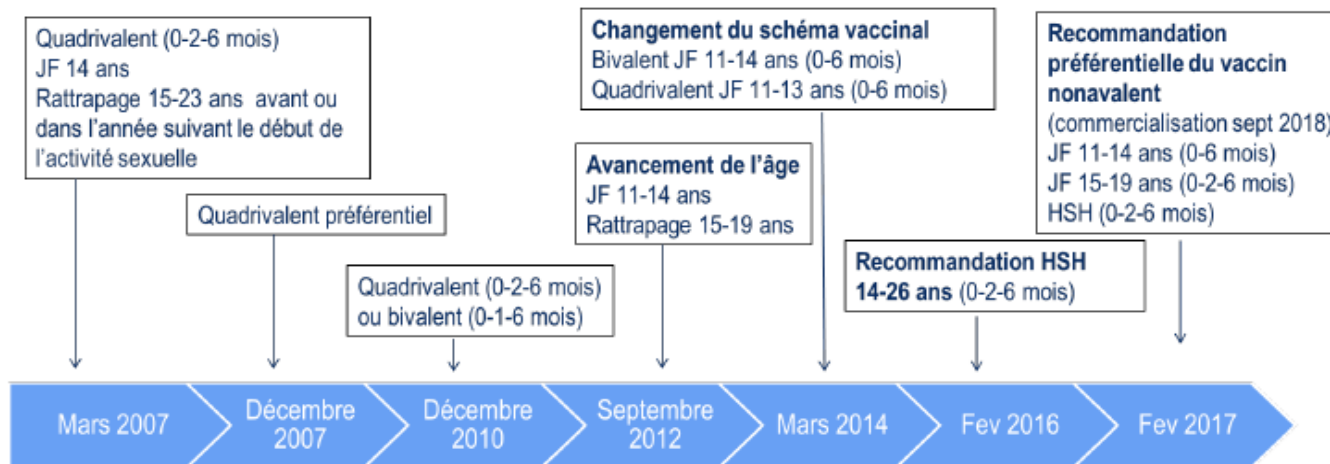 Quadrivalent (0-2-6 mois)
JF 14 ans
Rattrapage 15-23 ans avant ou
dans l’année suivant le début de
l’activité sexuelle
Quadrivalent préférentiel
Quadrivalent (0-2-6 mois)
ou bivalent (0-1-6 mois)
Avancement de l’âge
JF 11-14 ans
Rattrapage 15-19 ans
Changement du schéma vaccinal
Bivalent JF 11-14 ans (0-6 mois)
Quadrivalent JF 11-13 ans (0-6 mois)
Recommandation HSH
14-26 ans (0-2-6 mois)
Recommandation
préférentielle du vaccin
nonavalent
(commercialisation sept 2018)
JF 11-14 ans (0-6 mois)
JF 15-19 ans (0-2-6 mois)
HSH (0-2-6 mois)
Mars 2007
Décembre
2007
Décembre
2010
Septembre
2012
Mars 2014
Fev 2016
Fev 2017